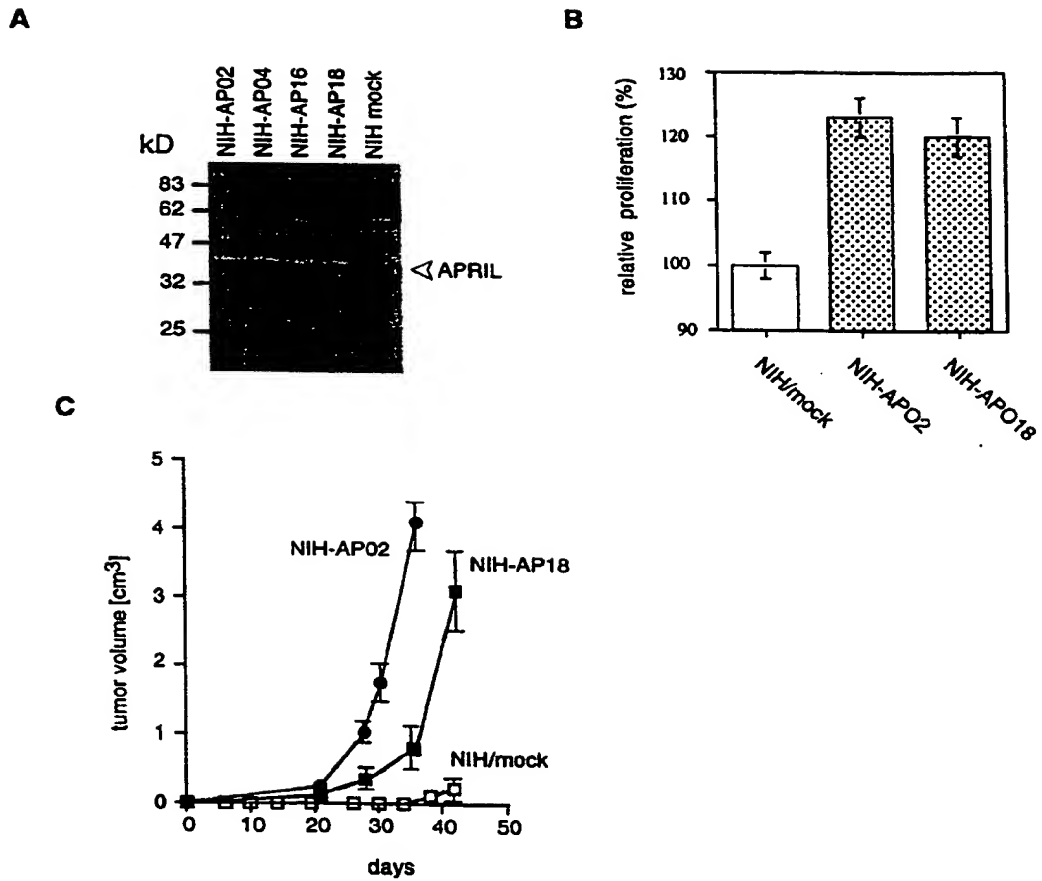 A
NIH-AP02
NIH-AP04
NIH-AP16
NIH-AP18
NIH mock
kD
83
62
47
32
25
APRIL
B
relative proliferation (%)
130
120
110
100
90
NIH/mock
NIH-APO2
NIH-APO18
C
tumor volume [cm³]
5
4
3
2
1
0
NIH-AP02
NIH-AP18
NIH/mock
0 10 20 30 40 50
days